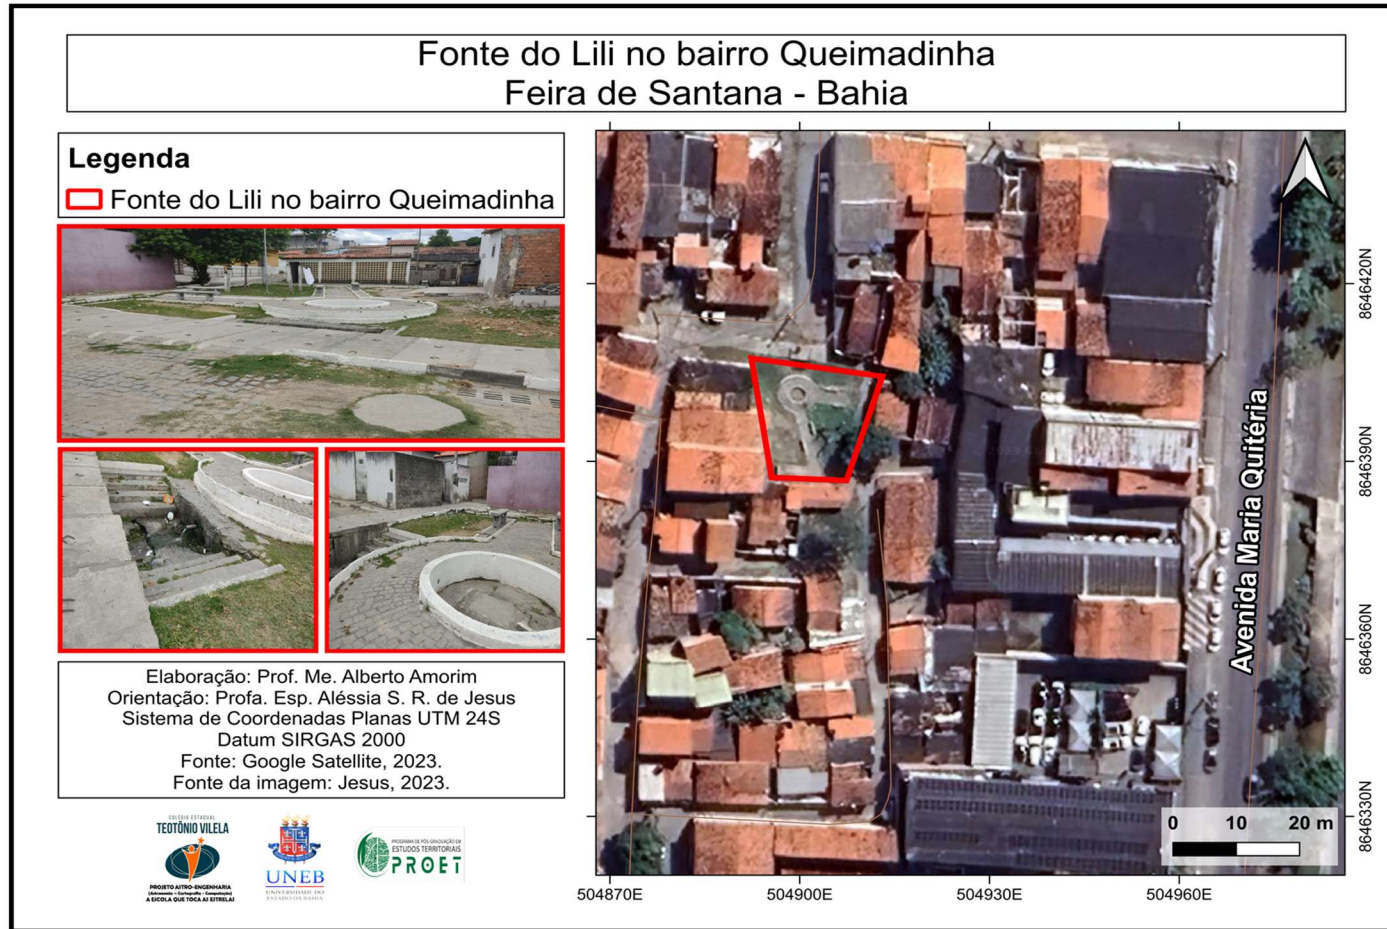 Fonte do Lili no bairro Queimadinha
Feira de Santana - Bahia
Legenda
Fonte do Lili no bairro Queimadinha
Elaboração: Prof. Me. Alberto Amorim
Orientação: Profa. Esp. Aléssia S. R. de Jesus
Sistema de Coordenadas Planas UTM 24S
Datum SIRGAS 2000
Fonte: Google Satellite, 2023.
Fonte da imagem: Jesus, 2023.
COLÉGIO ESTADUAL
TEOTÔNIO VILELA
PROJETO ASTRO-ENGENHARIA
(Astronomia – Cartografia – Computação)
A ESCOLA QUE TOCA AS ESTRELAS
UNEB
UNIVERSIDADE DO
ESTADO DA BAHIA
PROGRAMA DE PÓS-GRADUAÇÃO EM
ESTUDOS TERRITORIAIS
PROET
8646420N
8646390N
8646360N
8646330N
Avenida Maria Quitéria
0 10 20 m
504870E 504900E 504930E 504960E